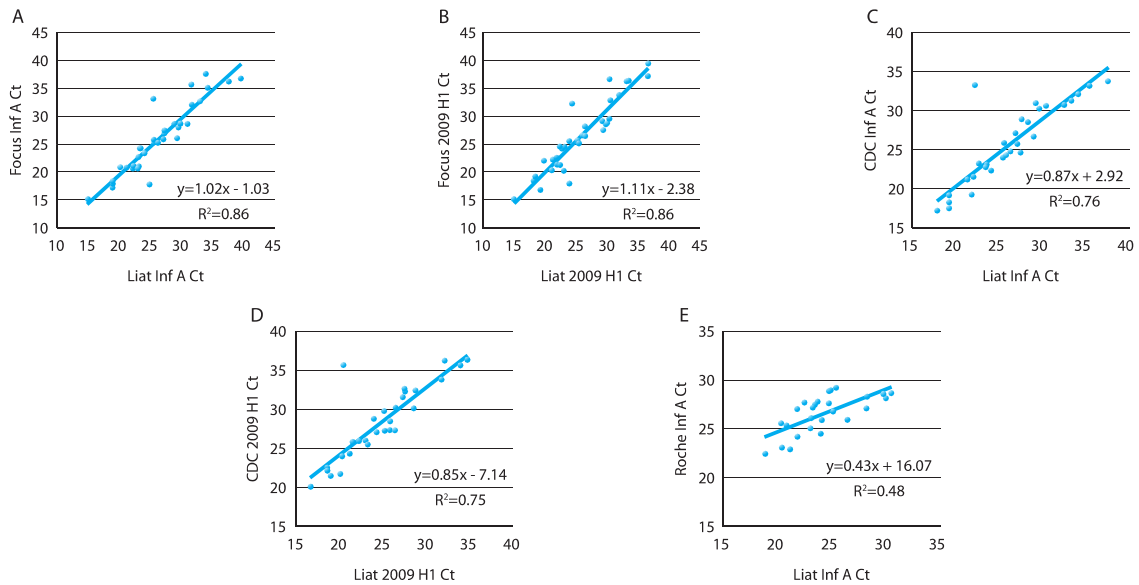 A
45
40
35
30
25
20
15
10
Focus Inf A Ct
y=1.02x - 1.03
R²=0.86
10 15 20 25 30 35 40 45
Liat Inf A Ct
B
45
40
35
30
25
20
15
10
Focus 2009 H1 Ct
y=1.11x - 2.38
R²=0.86
10 15 20 25 30 35 40 45
Liat 2009 H1 Ct
C
40
35
30
25
20
15
CDC Inf A Ct
y=0.87x + 2.92
R²=0.76
15 20 25 30 35 40
Liat Inf A Ct
D
40
35
30
25
20
15
CDC 2009 H1 Ct
y=0.85x - 7.14
R²=0.75
15 20 25 30 35 40
Liat 2009 H1 Ct
E
35
30
25
20
15
Roche Inf A Ct
y=0.43x + 16.07
R²=0.48
15 20 25 30 35
Liat Inf A Ct